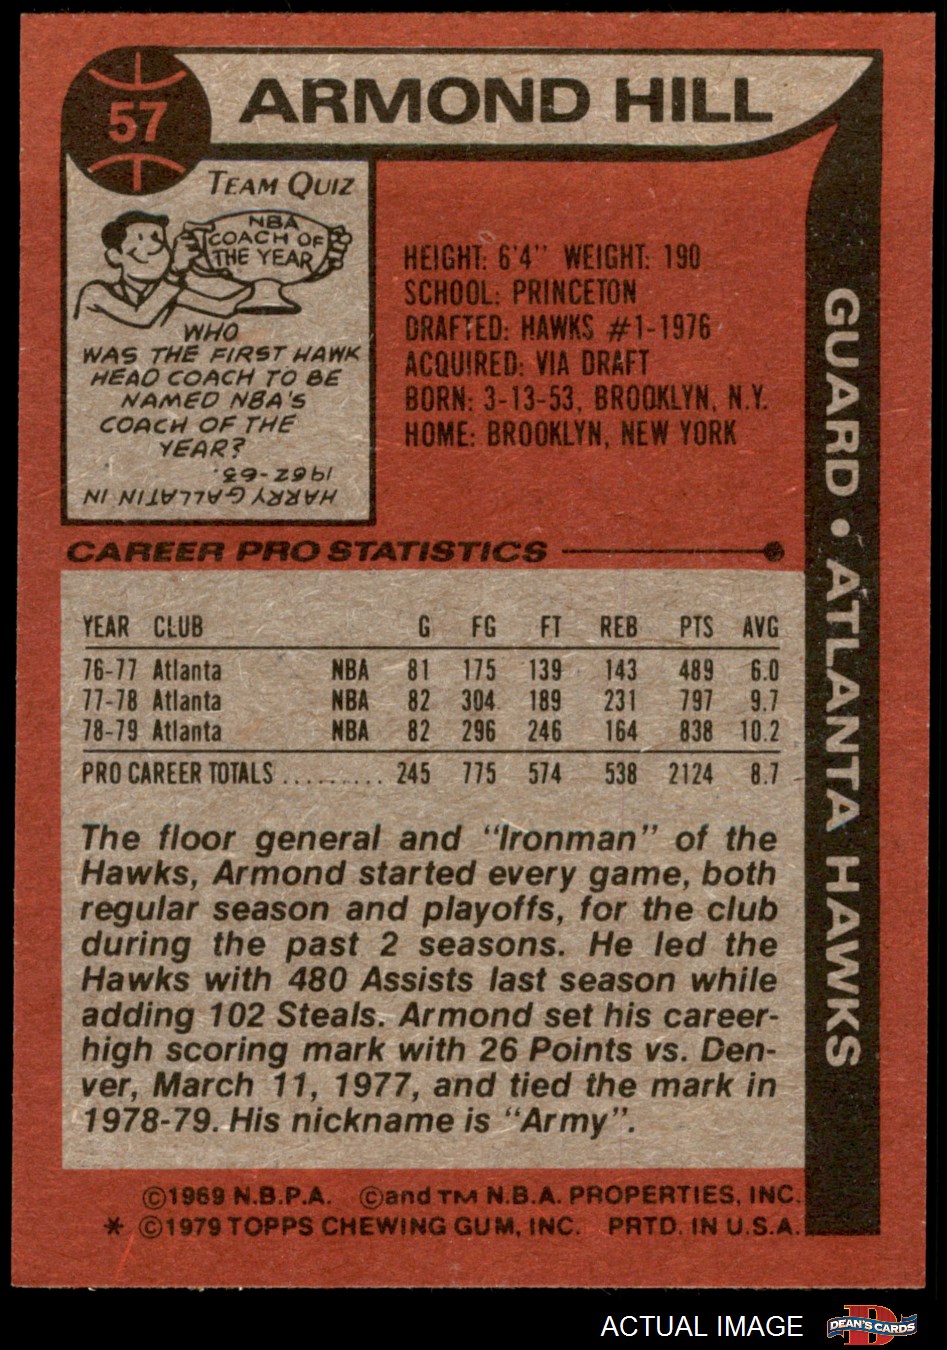 57
ARMOND HILL
TEAM QUIZ
NBA
COACH OF
THE YEAR
WHO
WAS THE FIRST HAWK
HEAD COACH TO BE
NAMED NBA'S
COACH OF THE
YEAR?
HARRY GALLATIN IN
1962-63.
HEIGHT: 6'4" WEIGHT: 190
SCHOOL: PRINCETON
DRAFTED: HAWKS #1-1976
ACQUIRED: VIA DRAFT
BORN: 3-13-53, BROOKLYN, N.Y.
HOME: BROOKLYN, NEW YORK
GUARD • ATLANTA HAWKS
CAREER PRO STATISTICS
YEAR CLUB G FG FT REB PTS AVG
76-77 Atlanta NBA 81 175 139 143 489 6.0
77-78 Atlanta NBA 82 304 189 231 797 9.7
78-79 Atlanta NBA 82 296 246 164 838 10.2
PRO CAREER TOTALS .......... 245 775 574 538 2124 8.7
The floor general and "Ironman" of the
Hawks, Armond started every game, both
regular season and playoffs, for the club
during the past 2 seasons. He led the
Hawks with 480 Assists last season while
adding 102 Steals. Armond set his career-
high scoring mark with 26 Points vs. Den-
ver, March 11, 1977, and tied the mark in
1978-79. His nickname is "Army".
©1969 N.B.P.A. ©and TM N.B.A. PROPERTIES, INC.
* ©1979 TOPPS CHEWING GUM, INC. PRTD. IN U.S.A.
ACTUAL IMAGE
D
DEAN'S CARDS